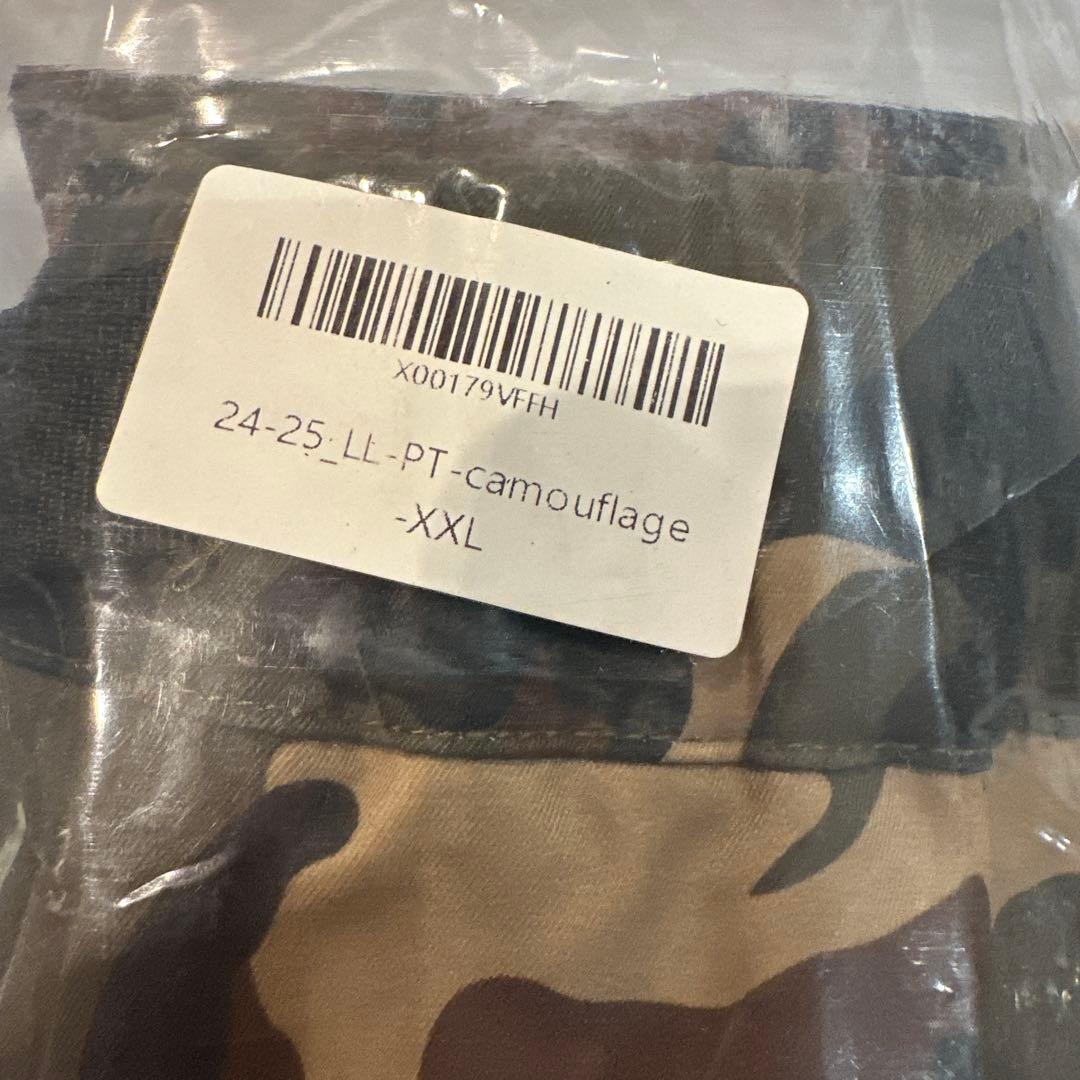 X00179VFFH
24-25_LL-PT-camouflage
-XXL